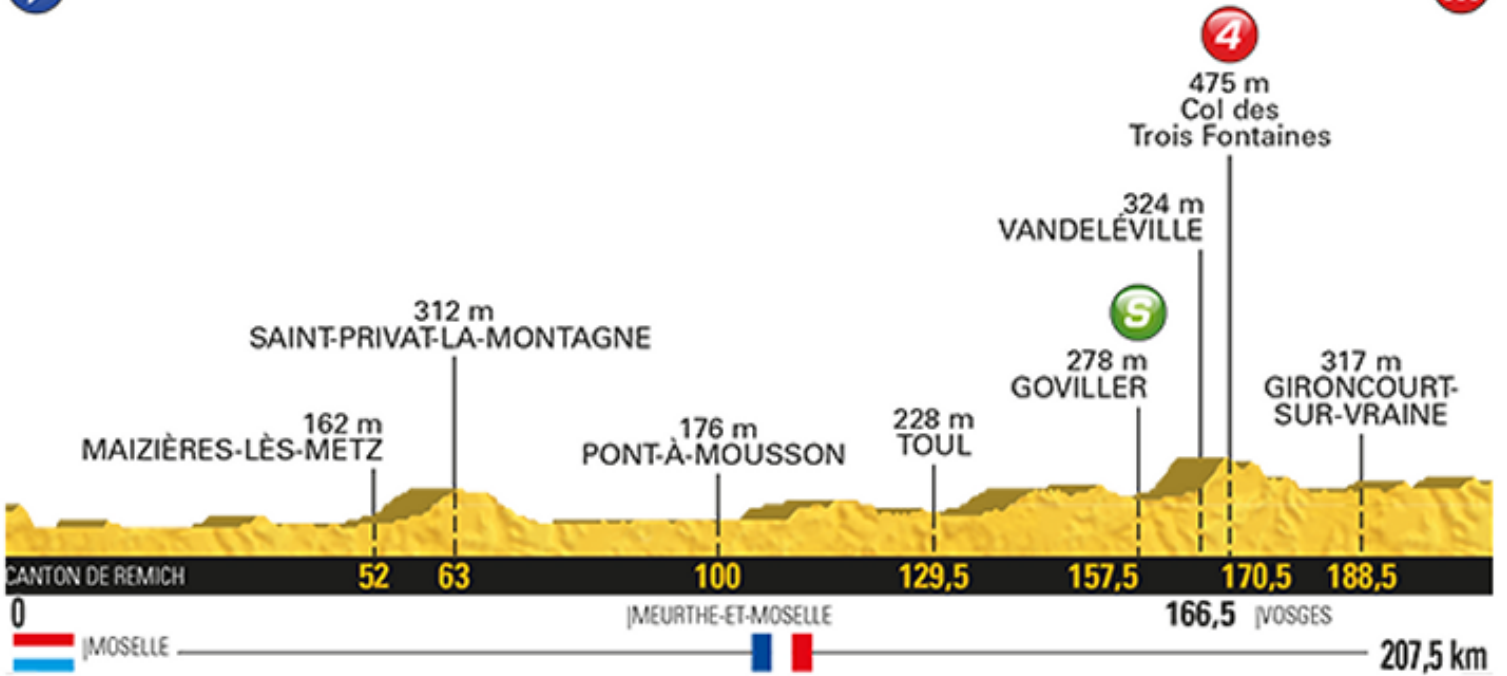 4
475 m
Col des
Trois Fontaines
324 m
VANDELÉVILLE
S
312 m
SAINT-PRIVAT-LA-MONTAGNE
278 m
GOVILLER
317 m
GIRONCOURT-
SUR-VRAINE
162 m
MAIZIÈRES-LÈS-METZ
176 m
PONT-À-MOUSSON
228 m
TOUL
CANTON DE REMICH 52 63 100 129,5 157,5 170,5 188,5
0 |MEURTHE-ET-MOSELLE 166,5 |VOSGES
|MOSELLE 207,5 km